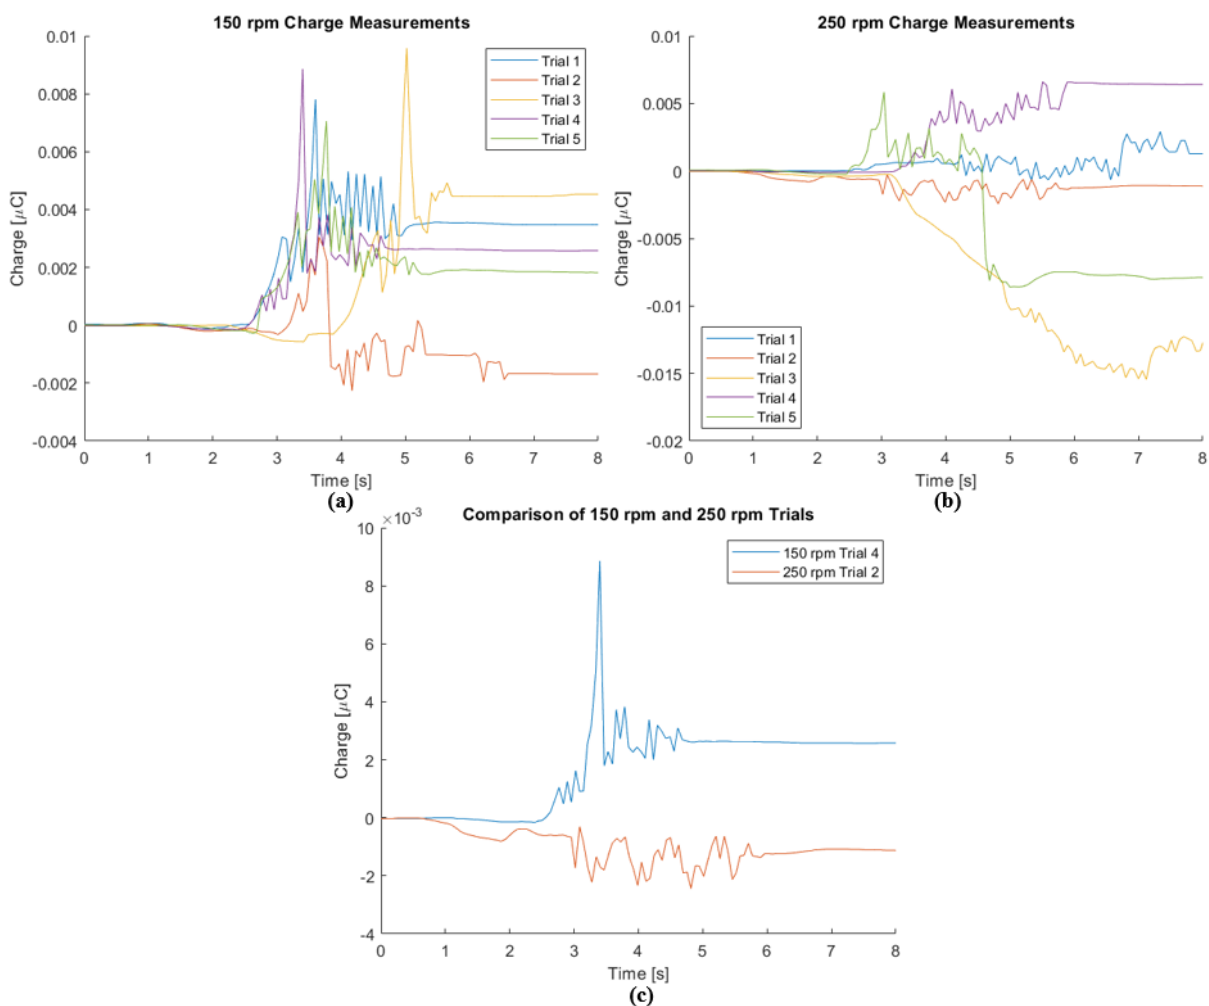 150 rpm Charge Measurements
0.01
0.008
0.006
0.004
0.002
0
-0.002
-0.004
Charge [μC]
Trial 1
Trial 2
Trial 3
Trial 4
Trial 5
0 1 2 3 4 5 6 7 8
Time [s]
(a)
250 rpm Charge Measurements
0.01
0.005
0
-0.005
-0.01
-0.015
-0.02
Charge [μC]
Trial 1
Trial 2
Trial 3
Trial 4
Trial 5
0 1 2 3 4 5 6 7 8
Time [s]
(b)
Comparison of 150 rpm and 250 rpm Trials
×10⁻³
10
8
6
4
2
0
-2
-4
Charge [μC]
150 rpm Trial 4
250 rpm Trial 2
0 1 2 3 4 5 6 7 8
Time [s]
(c)